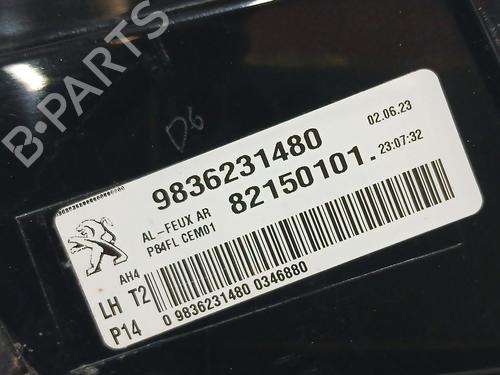 B-PARTS
D6
9836231480
02.06.23
82150101.
23:07:32
AL-FEUX AR
P84FL CEM01
AH4
LH T2
P14
0 9836231480 0346880